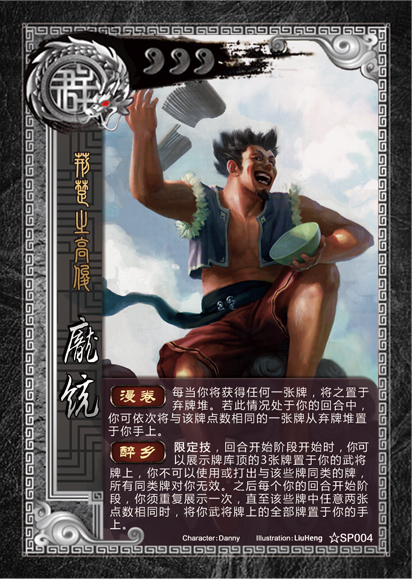 群
荆楚之高俊
庞统
漫卷 每当你将获得任何一张牌，将之置于
弃牌堆。若此情况处于你的回合中，
你可依次将与该牌点数相同的一张牌从弃牌堆置
于你手上。
醉乡 限定技，回合开始阶段开始时，你可
以展示牌库顶的3张牌置于你的武将
牌上，你不可以使用或打出与这些牌同类的牌，
所有同类牌对你无效。之后每个你的回合开始阶
段，你须重复展示一次，直至该些牌中任意两张
点数相同时，将你武将牌上的全部牌置于你的手
上。
Character:Danny Illustration:LiuHeng ☆SP004